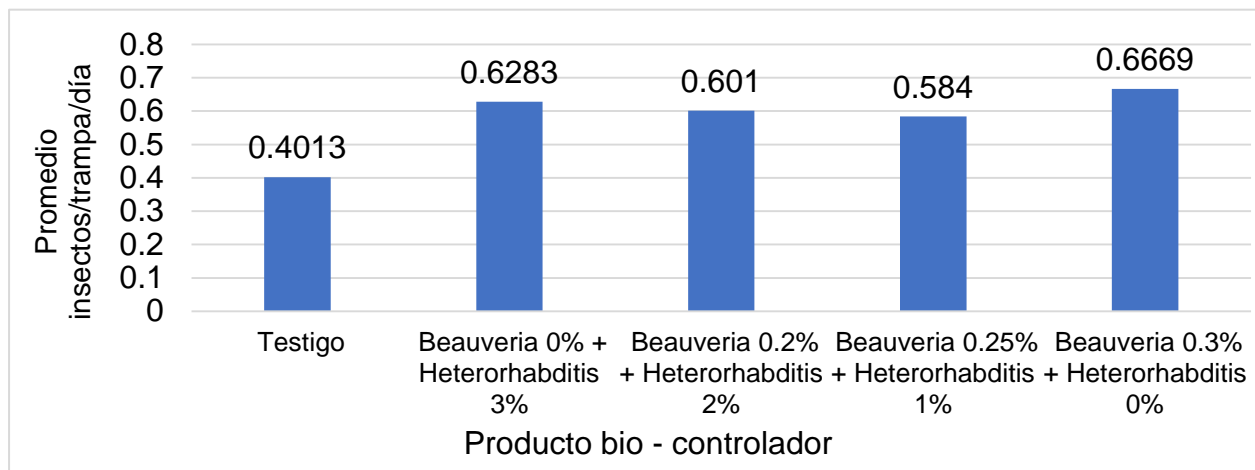 Promedio
insectos/trampa/día
0.8
0.7
0.6
0.5
0.4
0.3
0.2
0.1
0
0.4013
0.6283
0.601
0.584
0.6669
Testigo
Beauveria 0% +
Heterorhabditis
3%
Beauveria 0.2%
+ Heterorhabditis
2%
Beauveria 0.25%
+ Heterorhabditis
1%
Beauveria 0.3%
+ Heterorhabditis
0%
Producto bio - controlador